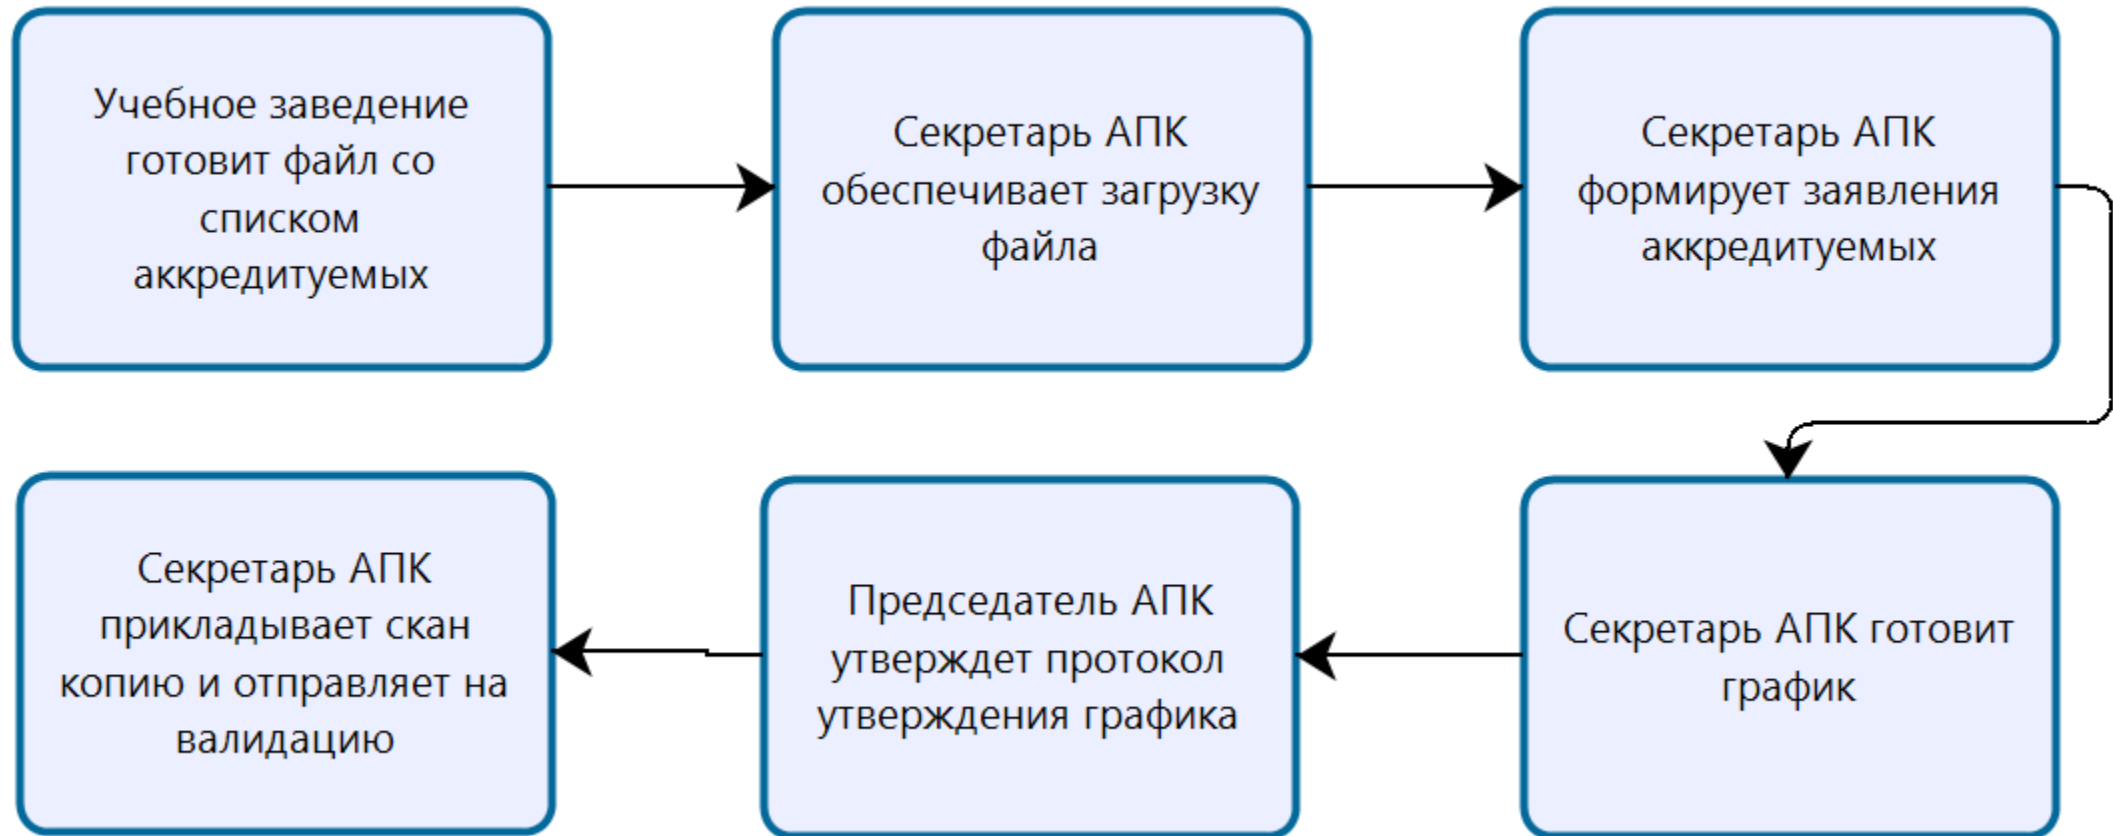 Учебное заведение
готовит файл со
списком
аккредитуемых
Секретарь АПК
обеспечивает загрузку
файла
Секретарь АПК
формирует заявления
аккредитуемых
Секретарь АПК готовит
график
Председатель АПК
утверждет протокол
утверждения графика
Секретарь АПК
прикладывает скан
копию и отправляет на
валидацию